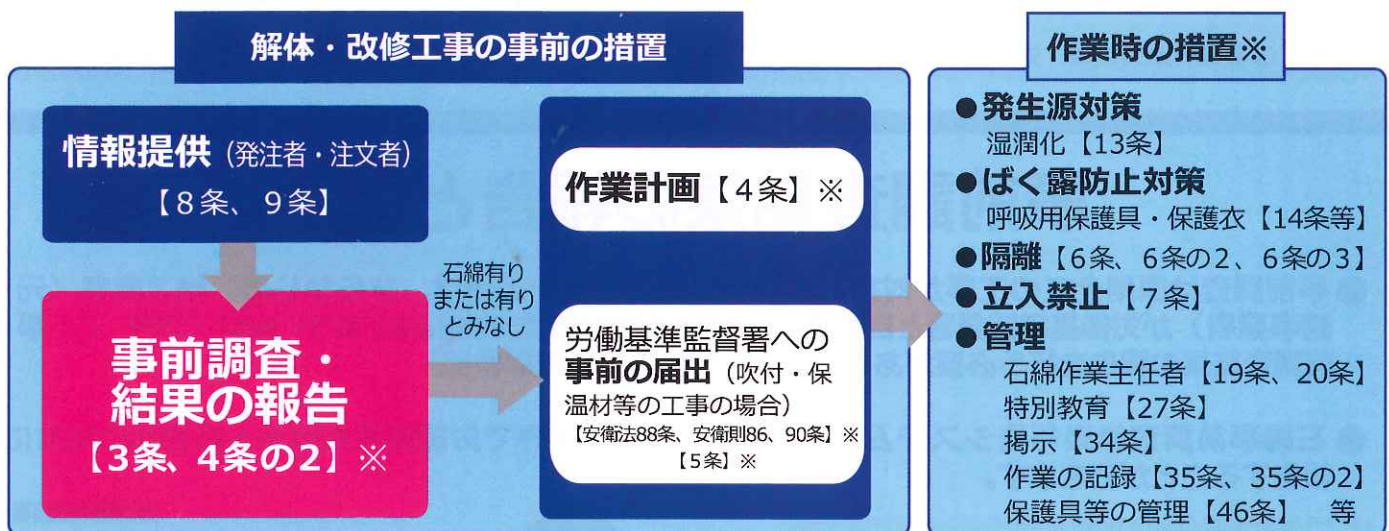 解体・改修工事の事前の措置
情報提供（発注者・注文者）
【８条、９条】
事前調査・
結果の報告
【3条、4条の2】※
石綿有り
または有り
とみなし
作業計画【４条】※
労働基準監督署への
事前の届出（吹付・保
温材等の工事の場合）
【安衛法88条、安衛則86、90条】※
【５条】※
作業時の措置※
●発生源対策
湿潤化【13条】
●ばく露防止対策
呼吸用保護具・保護衣【14条等】
●隔離【６条、６条の２、６条の３】
●立入禁止【７条】
●管理
石綿作業主任者【19条、20条】
特別教育【27条】
掲示【34条】
作業の記録【35条、35条の2】
保護具等の管理【46条】　等